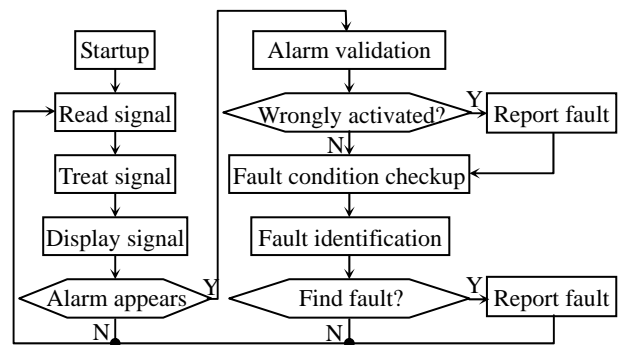 Startup
Read signal
Treat signal
Display signal
Alarm appears
Y
N
Alarm validation
Wrongly activated?
Y
Report fault
N
Fault condition checkup
Fault identification
Find fault?
Y
Report fault
N